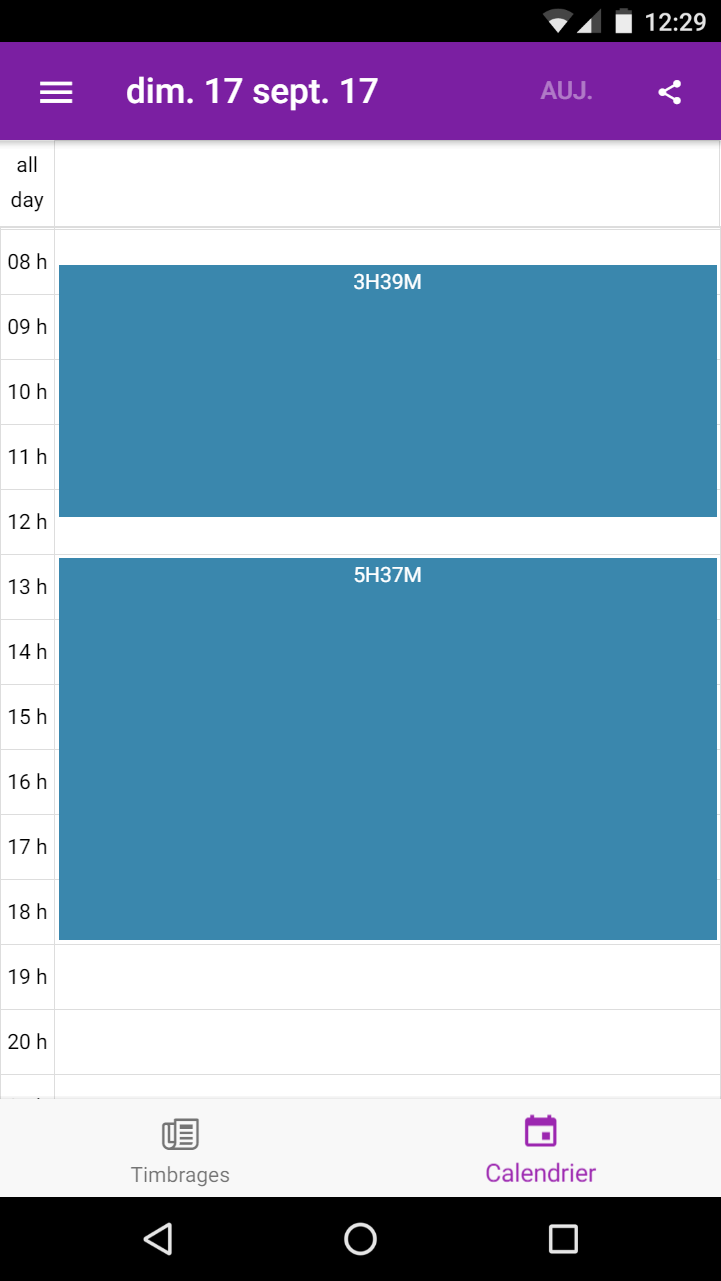 12:29
dim. 17 sept. 17
AUJ.
all
day
08 h
3H39M
09 h
10 h
11 h
12 h
5H37M
13 h
14 h
15 h
16 h
17 h
18 h
19 h
20 h
Timbrages
Calendrier